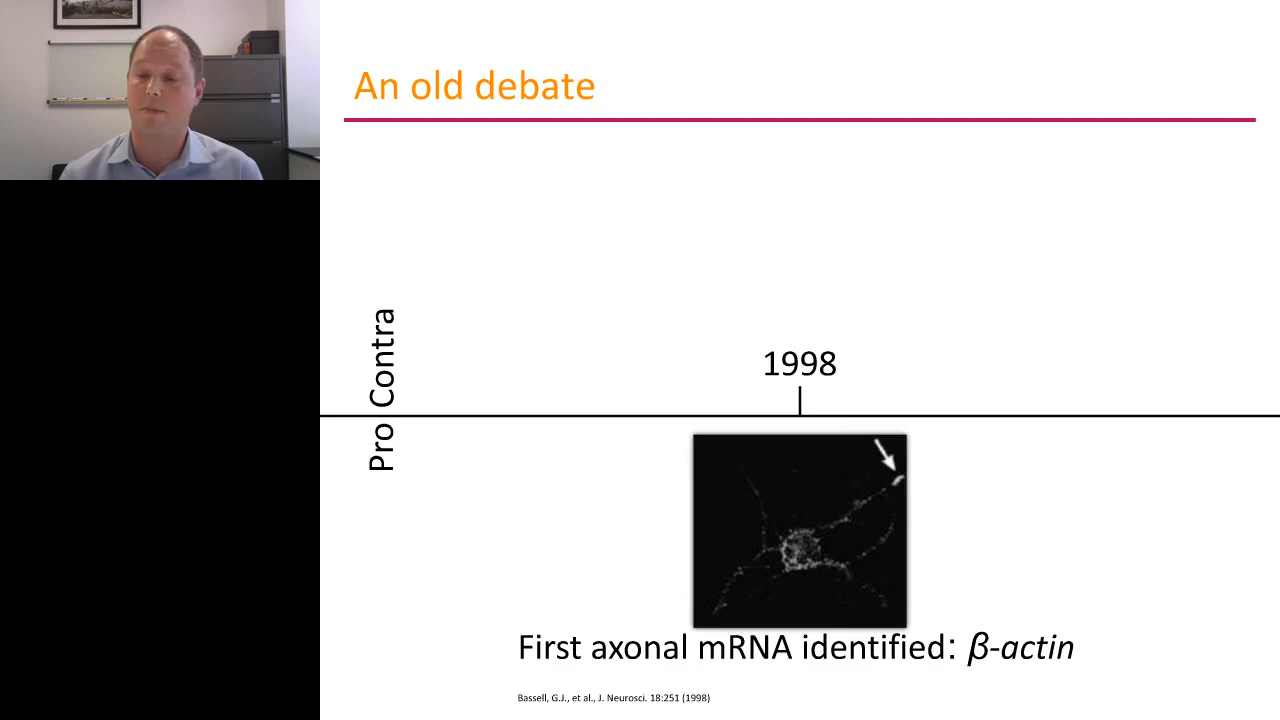 An old debate
Pro Contra
1998
First axonal mRNA identified: β-actin
Bassell, G.J., et al., J. Neurosci. 18:251 (1998)